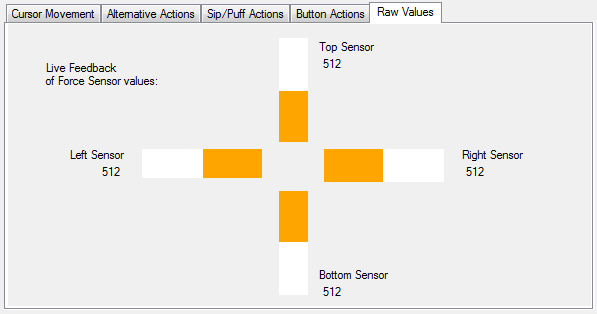 Cursor Movement
Alternative Actions
Sip/Puff Actions
Button Actions
Raw Values
Live Feedback
of Force Sensor values:
Top Sensor
512
Left Sensor
512
Right Sensor
512
Bottom Sensor
512